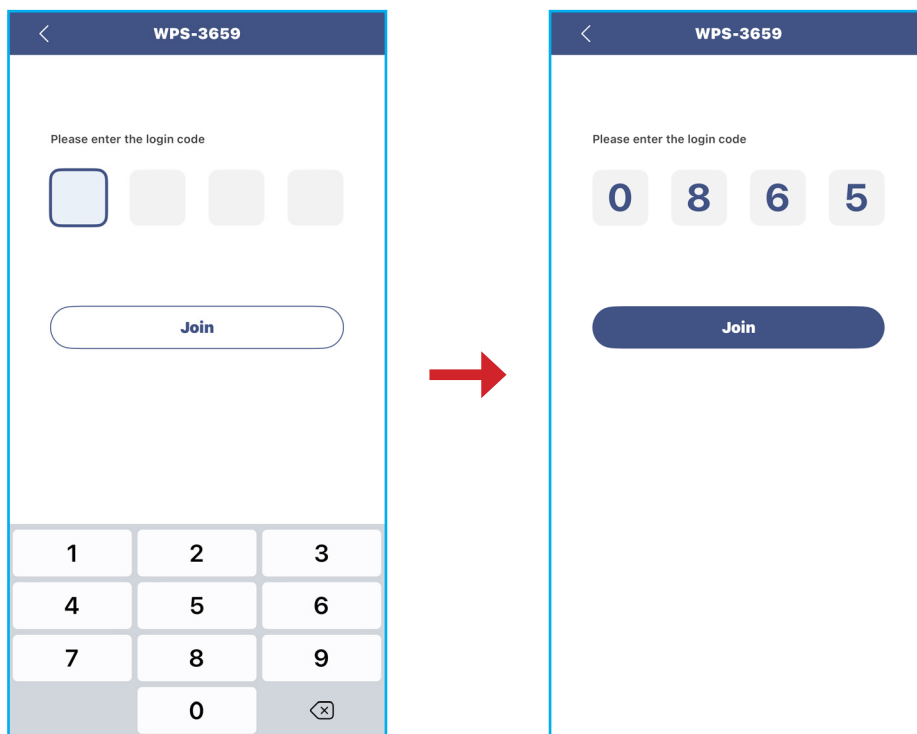 WPS-3659
Please enter the login code
Join
1 2 3
4 5 6
7 8 9
0
WPS-3659
Please enter the login code
0 8 6 5
Join